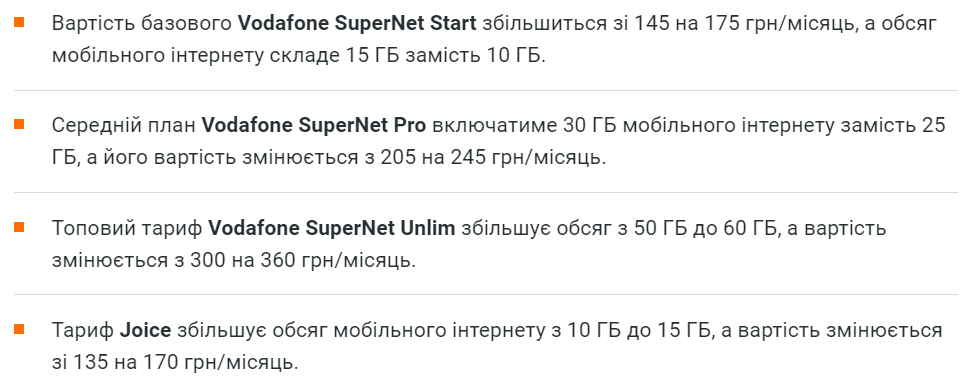 Вартість базового Vodafone SuperNet Start збільшиться зі 145 на 175 грн/місяць, а обсяг
мобільного інтернету складе 15 ГБ замість 10 ГБ.
Середній план Vodafone SuperNet Pro включатиме 30 ГБ мобільного інтернету замість 25
ГБ, а його вартість змінюється з 205 на 245 грн/місяць.
Топовий тариф Vodafone SuperNet Unlim збільшує обсяг з 50 ГБ до 60 ГБ, а вартість
змінюється з 300 на 360 грн/місяць.
Тариф Joice збільшує обсяг мобільного інтернету з 10 ГБ до 15 ГБ, а вартість змінюється
зі 135 на 170 грн/місяць.